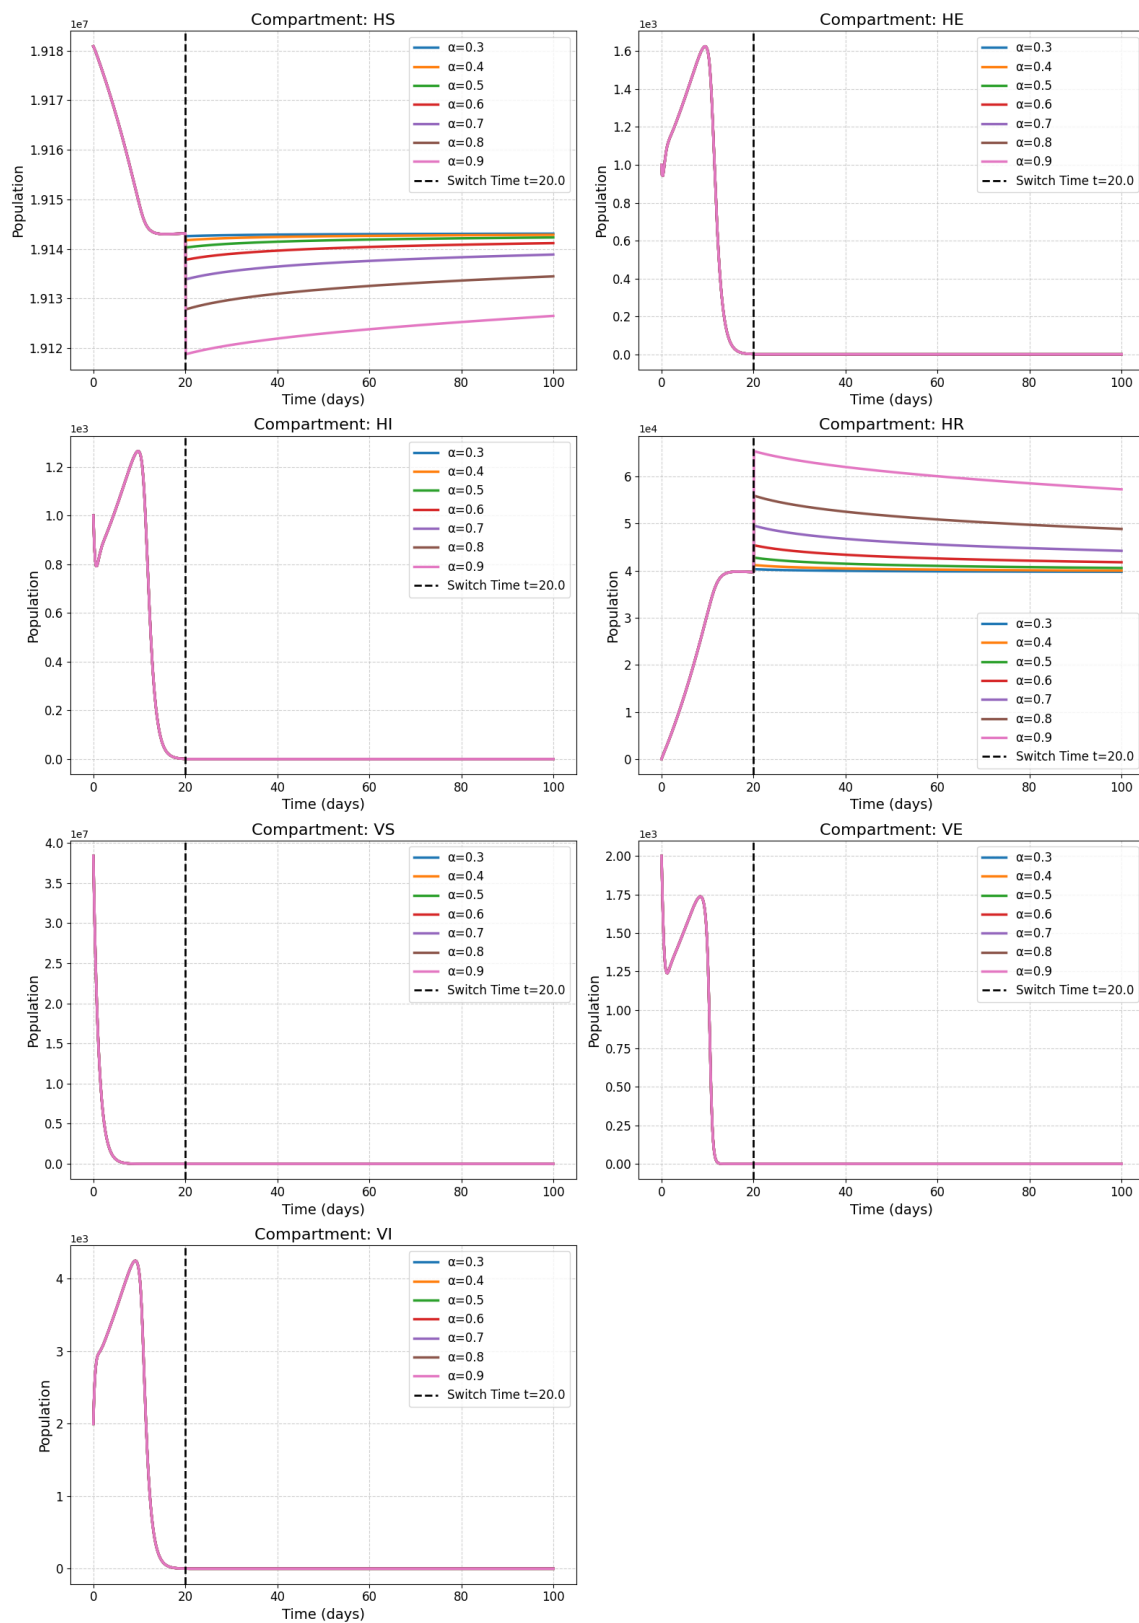 Compartment: HS
1e7
Population
1.918
1.917
1.916
1.915
1.914
1.913
1.912
0
20
40
60
80
100
Time (days)
α=0.3
α=0.4
α=0.5
α=0.6
α=0.7
α=0.8
α=0.9
Switch Time t=20.0
Compartment: HE
1e3
Population
1.6
1.4
1.2
1.0
0.8
0.6
0.4
0.2
0.0
0
20
40
60
80
100
Time (days)
α=0.3
α=0.4
α=0.5
α=0.6
α=0.7
α=0.8
α=0.9
Switch Time t=20.0
Compartment: HI
1e3
Population
1.2
1.0
0.8
0.6
0.4
0.2
0.0
0
20
40
60
80
100
Time (days)
α=0.3
α=0.4
α=0.5
α=0.6
α=0.7
α=0.8
α=0.9
Switch Time t=20.0
Compartment: HR
1e4
Population
6
5
4
3
2
1
0
0
20
40
60
80
100
Time (days)
α=0.3
α=0.4
α=0.5
α=0.6
α=0.7
α=0.8
α=0.9
Switch Time t=20.0
Compartment: VS
1e7
Population
4.0
3.5
3.0
2.5
2.0
1.5
1.0
0.5
0.0
0
20
40
60
80
100
Time (days)
α=0.3
α=0.4
α=0.5
α=0.6
α=0.7
α=0.8
α=0.9
Switch Time t=20.0
Compartment: VE
1e3
Population
2.00
1.75
1.50
1.25
1.00
0.75
0.50
0.25
0.00
0
20
40
60
80
100
Time (days)
α=0.3
α=0.4
α=0.5
α=0.6
α=0.7
α=0.8
α=0.9
Switch Time t=20.0
Compartment: VI
1e3
Population
4
3
2
1
0
0
20
40
60
80
100
Time (days)
α=0.3
α=0.4
α=0.5
α=0.6
α=0.7
α=0.8
α=0.9
Switch Time t=20.0